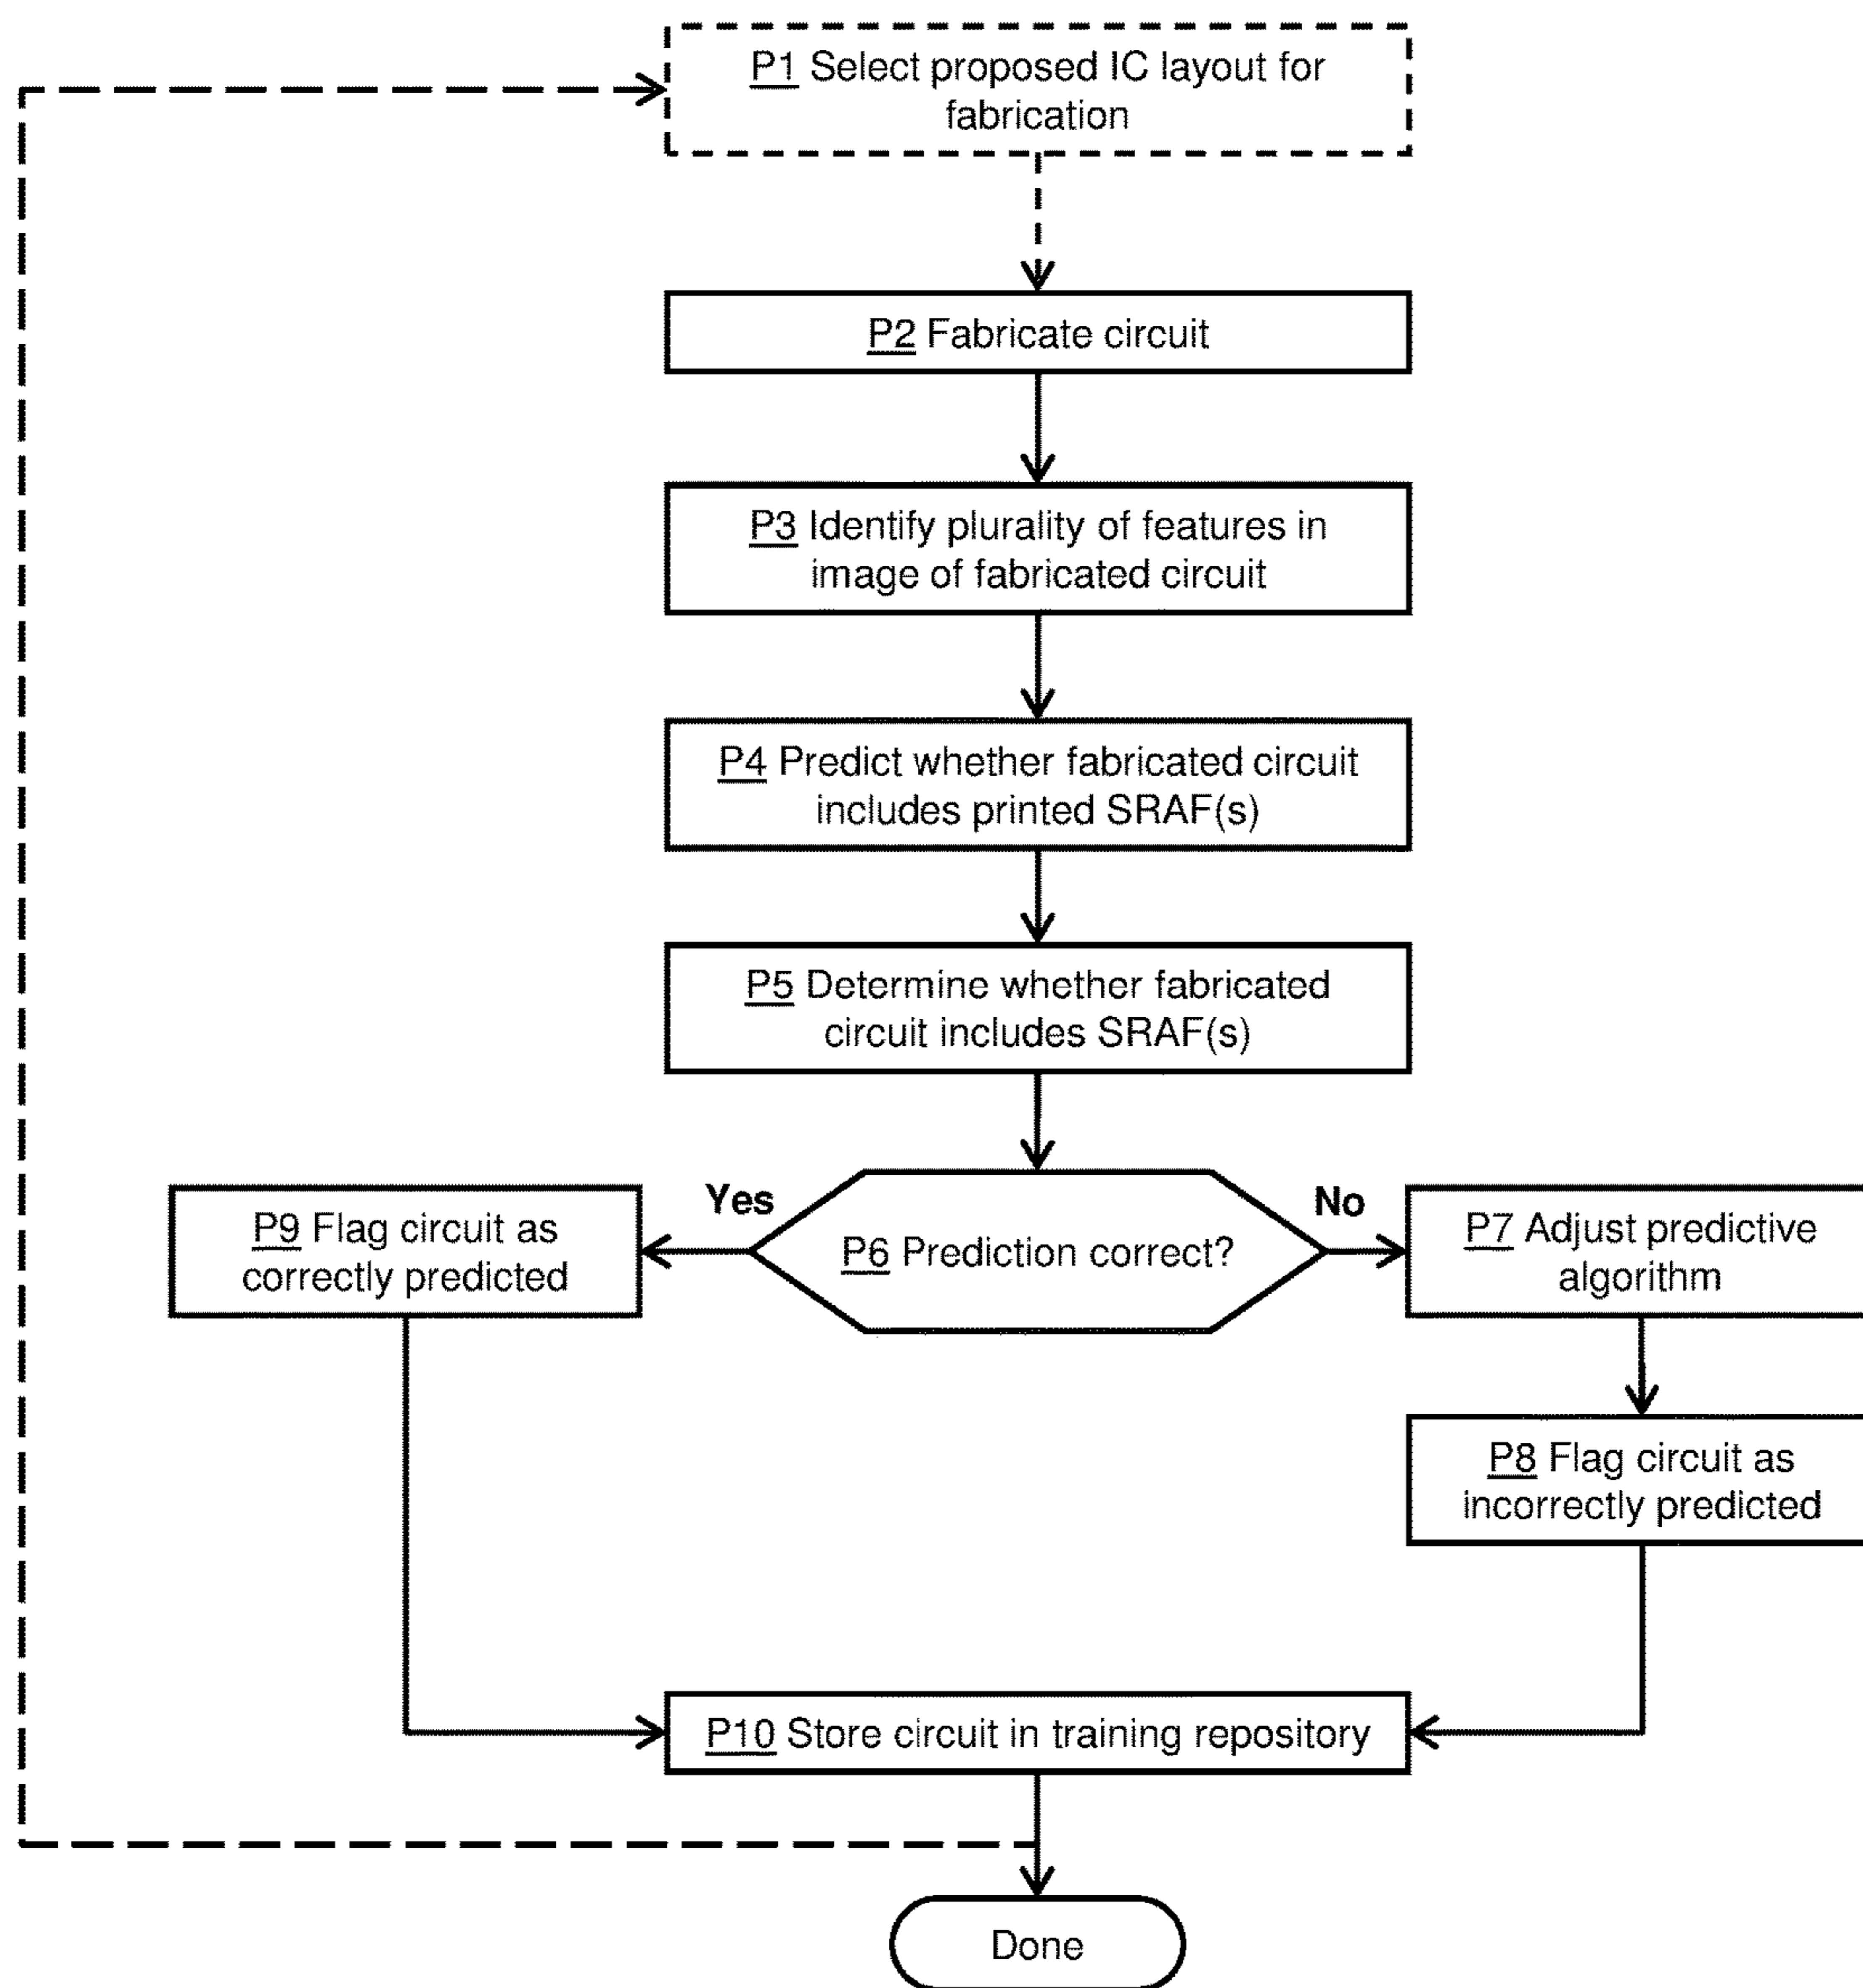 P1 Select proposed IC layout for
fabrication
P2 Fabricate circuit
P3 Identify plurality of features in
image of fabricated circuit
P4 Predict whether fabricated circuit
includes printed SRAF(s)
P5 Determine whether fabricated
circuit includes SRAF(s)
Yes
No
P9 Flag circuit as
correctly predicted
P6 Prediction correct?
P7 Adjust predictive
algorithm
P8 Flag circuit as
incorrectly predicted
P10 Store circuit in training repository
Done